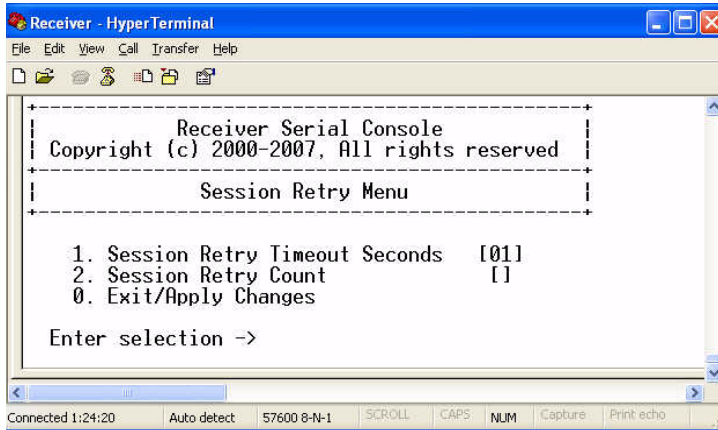 Receiver - HyperTerminal
File Edit View Call Transfer Help
Receiver Serial Console
Copyright (c) 2000-2007, All rights reserved
Session Retry Menu
1. Session Retry Timeout Seconds [01]
2. Session Retry Count []
0. Exit/Apply Changes
Enter selection ->
Connected 1:24:20 Auto detect 57600 8-N-1 SCROLL CAPS NUM Capture Print echo